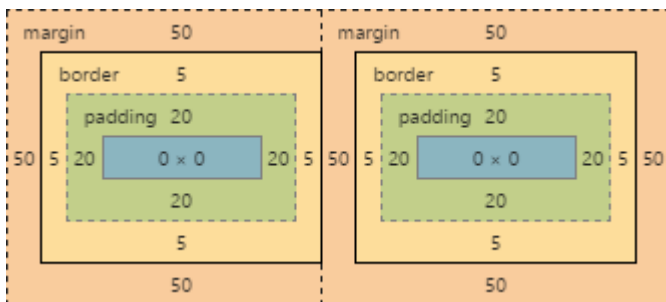 margin 50 margin 50
border 5 border 5
padding 20 padding 20
50 5 20 0 × 0 20 5 50 5 20 0 × 0 20 5 50
20 20
5 5
50 50